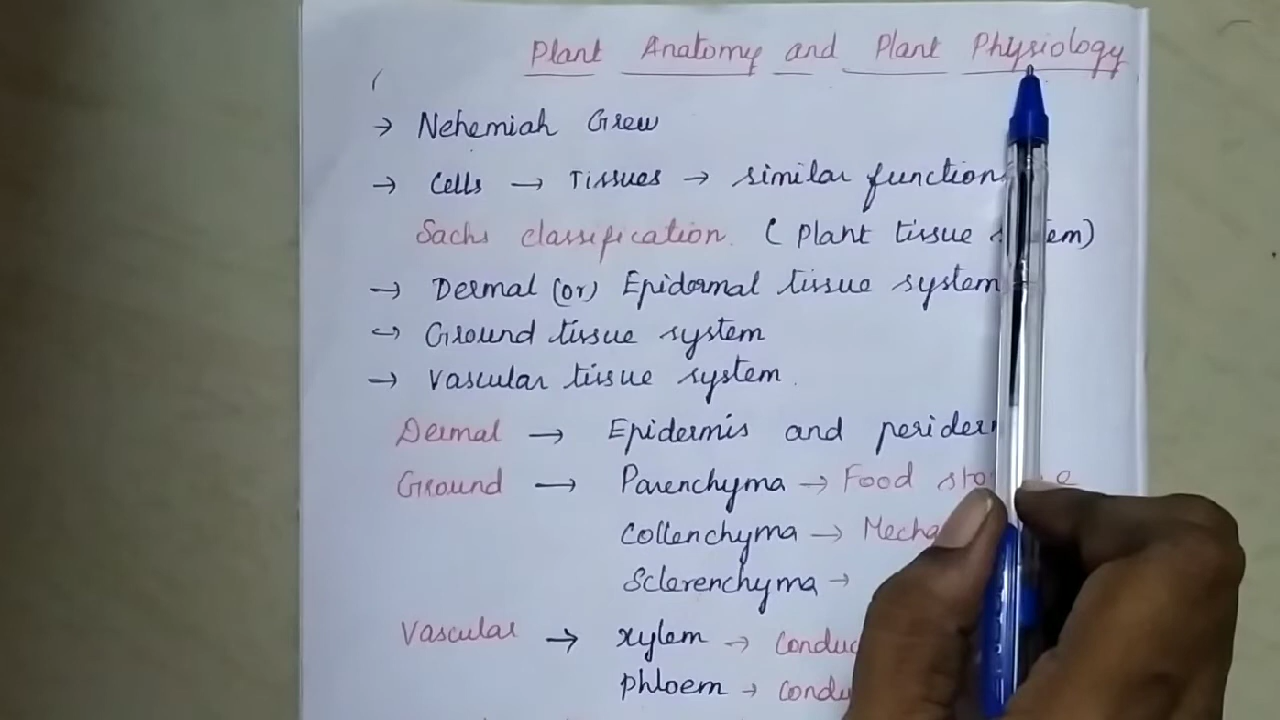 Plant Anatomy and Plant Physiology
→ Nehemiah Grew
→ Cells → Tissues → similar function
Sachs classification. (Plant tissue
→ Dermal (or) Epidermal tissue system
→ Ground tissue system
→ Vascular tissue system.
Dermal → Epidermis and
Ground → Parenchyma → Food
Collenchyma →
Sclerenchyma →
Vascular → xylem →
Phloem →